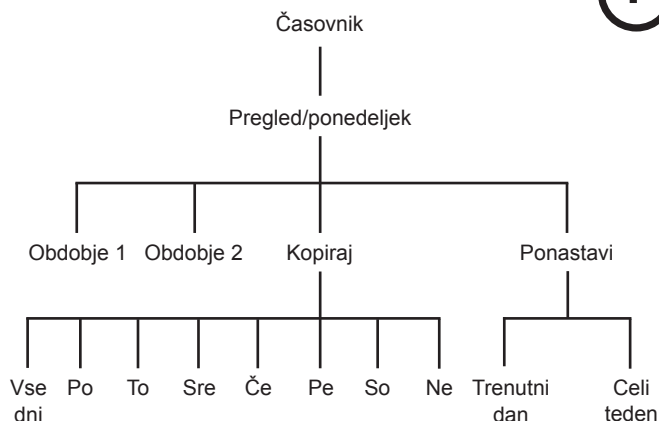 Časovnik
Pregled/ponedeljek
Obdobje 1 Obdobje 2 Kopiraj Ponastavi
Vse dni Po To Sre Če Pe So Ne Trenutni dan Celi teden